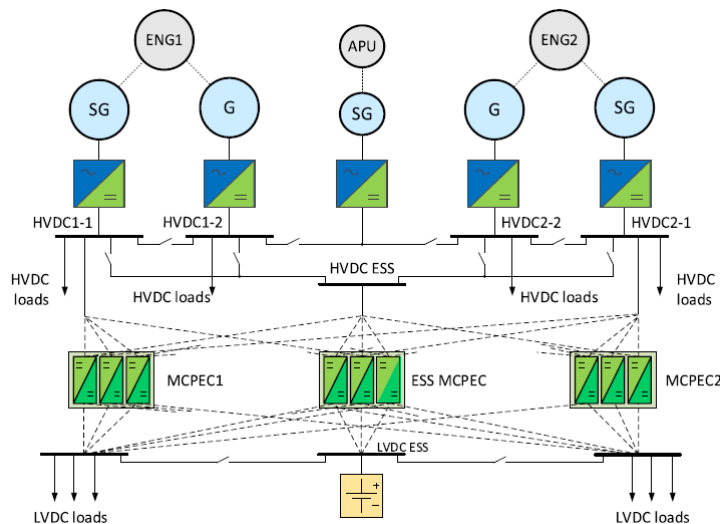 ENG1
APU
ENG2
SG
G
SG
G
SG
HVDC1-1
HVDC1-2
HVDC2-2
HVDC2-1
HVDC
loads
HVDC loads
HVDC ESS
HVDC loads
HVDC
loads
MCPEC1
ESS MCPEC
MCPEC2
LVDC ESS
+
−
LVDC loads
LVDC loads